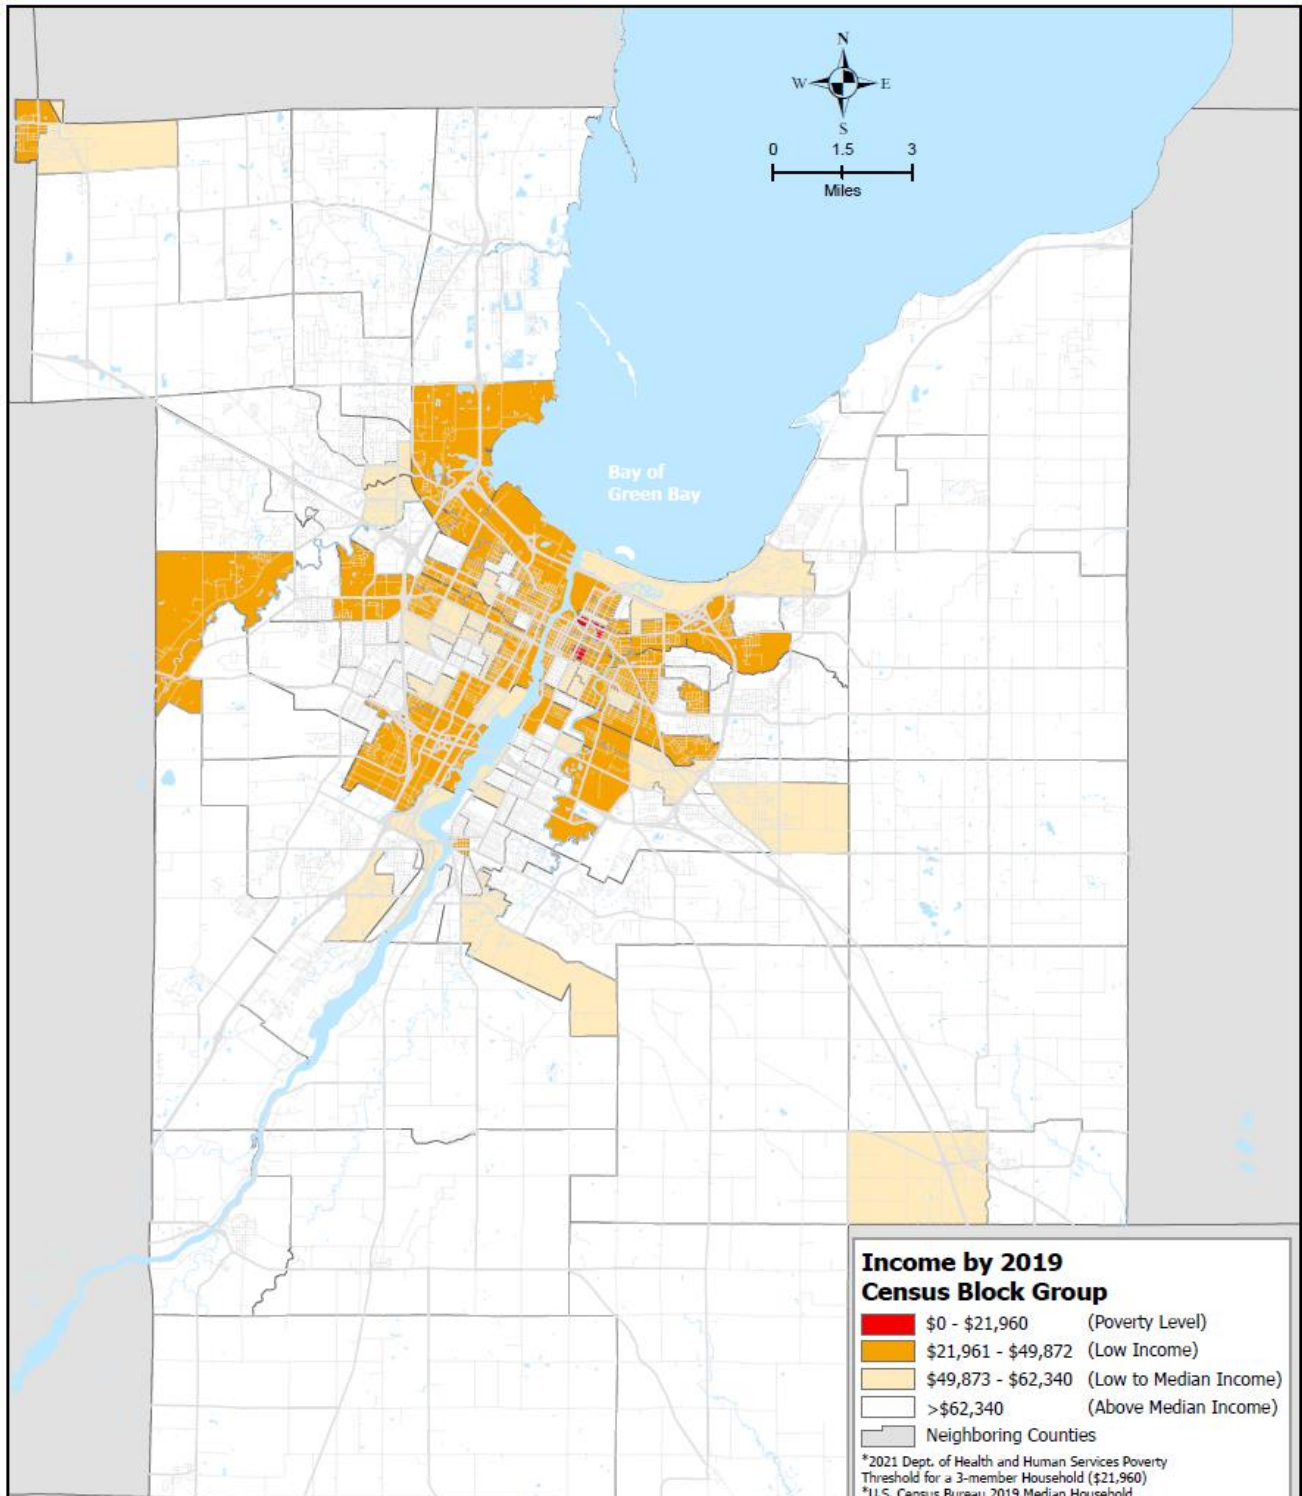 N
W E
S
0 1.5 3
Miles
Bay of
Green Bay
Income by 2019
Census Block Group
$0 - $21,960 (Poverty Level)
$21,961 - $49,872 (Low Income)
$49,873 - $62,340 (Low to Median Income)
>$62,340 (Above Median Income)
Neighboring Counties
*2021 Dept. of Health and Human Services Poverty
Threshold for a 3-member Household ($21,960)
*U.S. Census Bureau 2019 Median Household